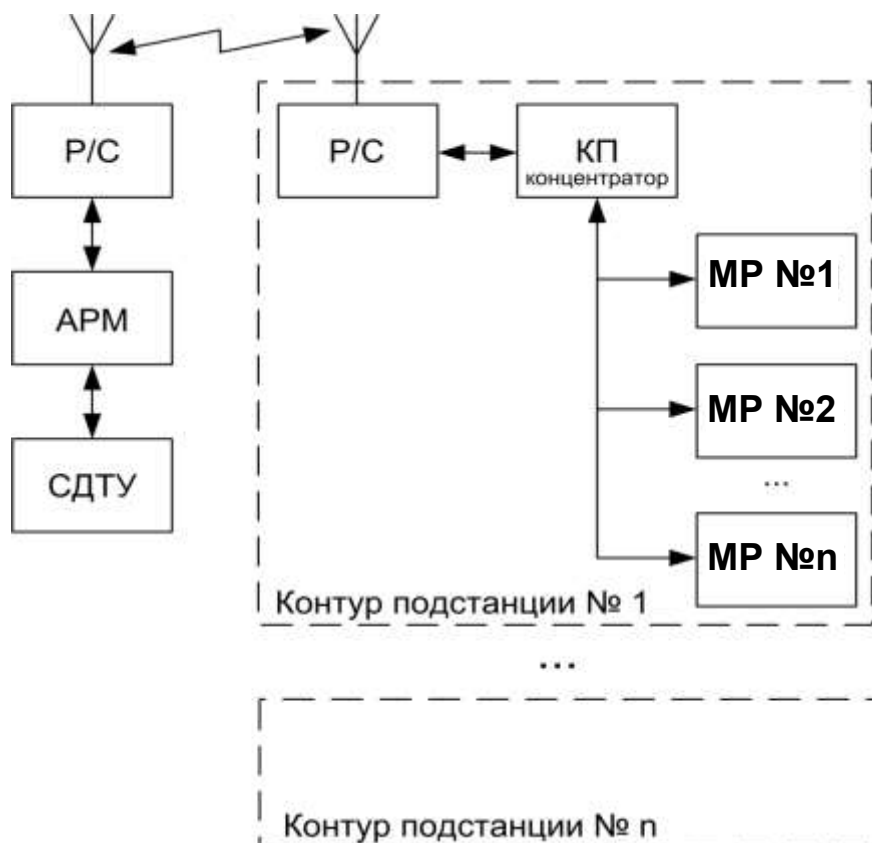 Р/С
АРМ
СДТУ
Р/С
КП
концентратор
МР №1
МР №2
...
МР №n
Контур подстанции № 1
...
Контур подстанции № n